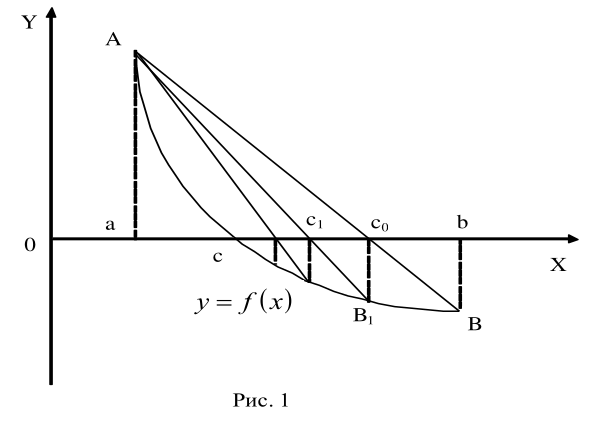 Y
A
a
c₁
c₀
b
0
c
X
y = f(x)
B₁
B
Рис. 1